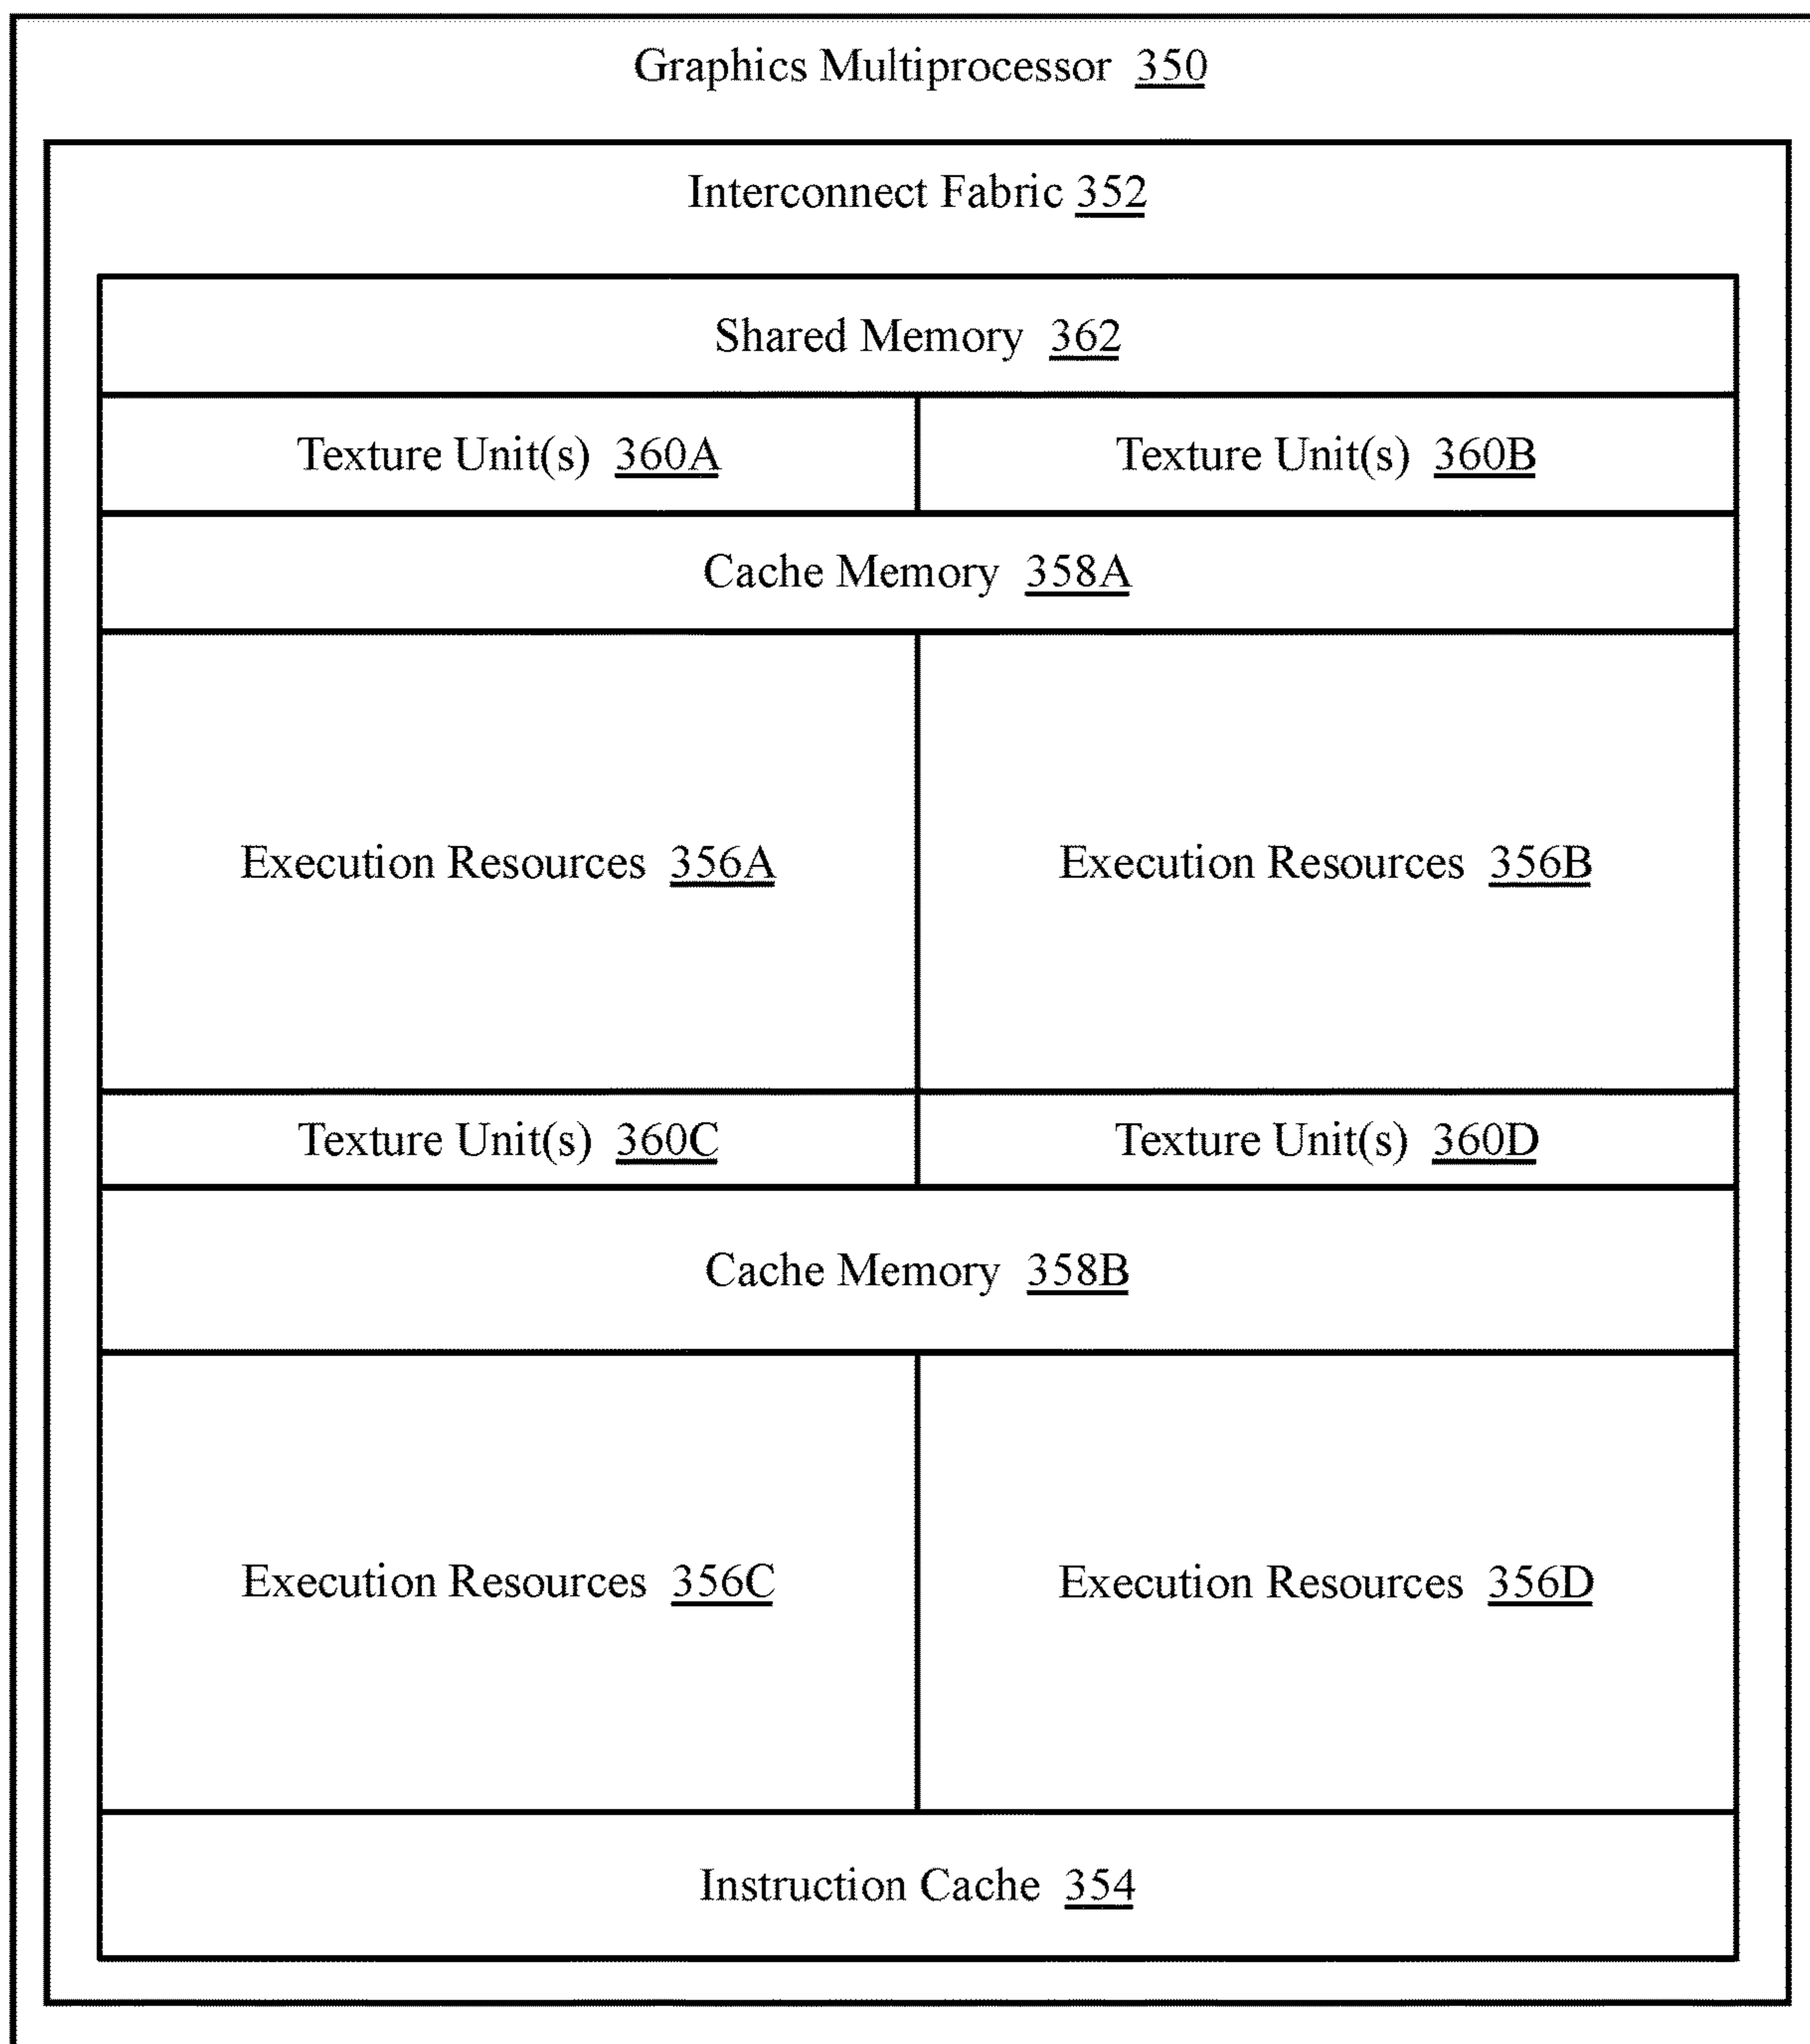 Graphics Multiprocessor 350
Interconnect Fabric 352
Shared Memory 362
Texture Unit(s) 360A
Texture Unit(s) 360B
Cache Memory 358A
Execution Resources 356A
Execution Resources 356B
Texture Unit(s) 360C
Texture Unit(s) 360D
Cache Memory 358B
Execution Resources 356C
Execution Resources 356D
Instruction Cache 354